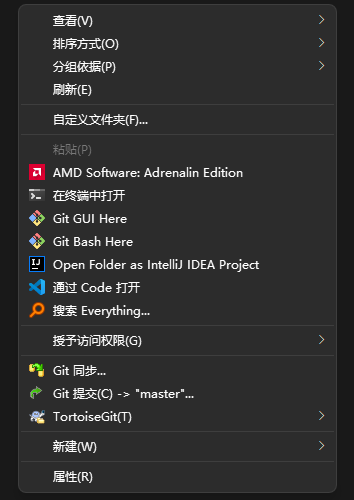 查看(V)
排序方式(O)
分组依据(P)
刷新(E)
自定义文件夹(F)...
粘贴(P)
AMD Software: Adrenalin Edition
在终端中打开
Git GUI Here
Git Bash Here
Open Folder as IntelliJ IDEA Project
通过 Code 打开
搜索 Everything...
授予访问权限(G)
Git 同步...
Git 提交(C) -> "master"...
TortoiseGit(T)
新建(W)
属性(R)